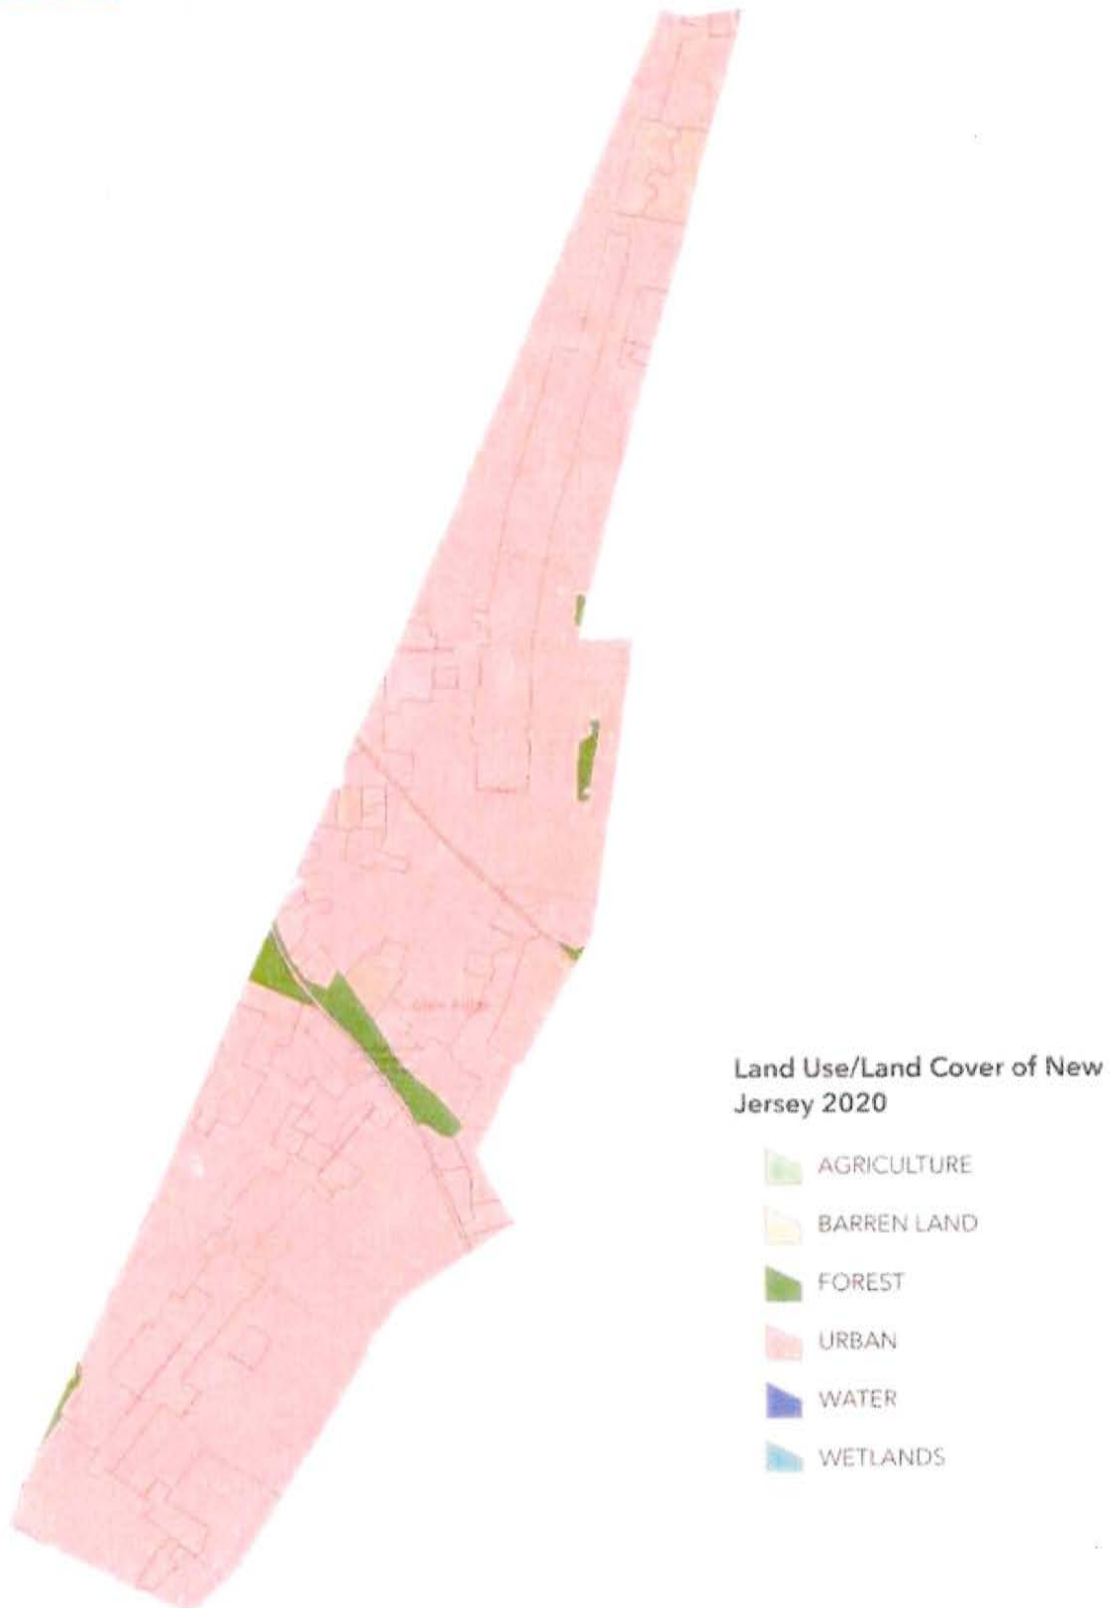 Land Use/Land Cover of New
Jersey 2020
AGRICULTURE
BARREN LAND
FOREST
URBAN
WATER
WETLANDS